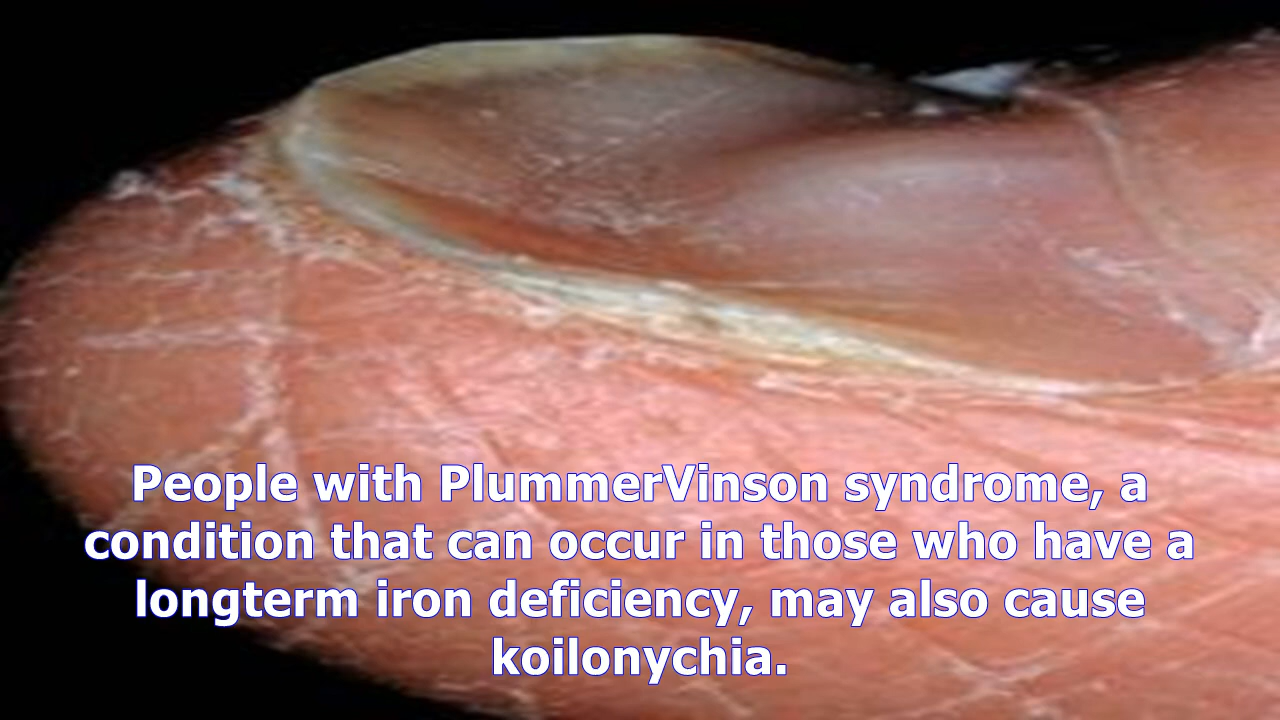 People with PlummerVinson syndrome, a
condition that can occur in those who have a
longterm iron deficiency, may also cause
koilonychia.